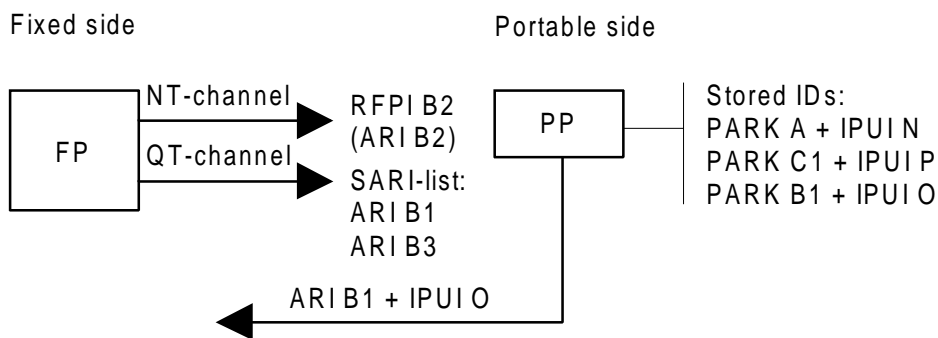 Fixed side
Portable side
FP
NT-channel
QT-channel
RFPI B2
(ARI B2)
SARI-list:
ARI B1
ARI B3
PP
Stored IDs:
PARK A + IPUI N
PARK C1 + IPUI P
PARK B1 + IPUI O
ARI B1 + IPUI O